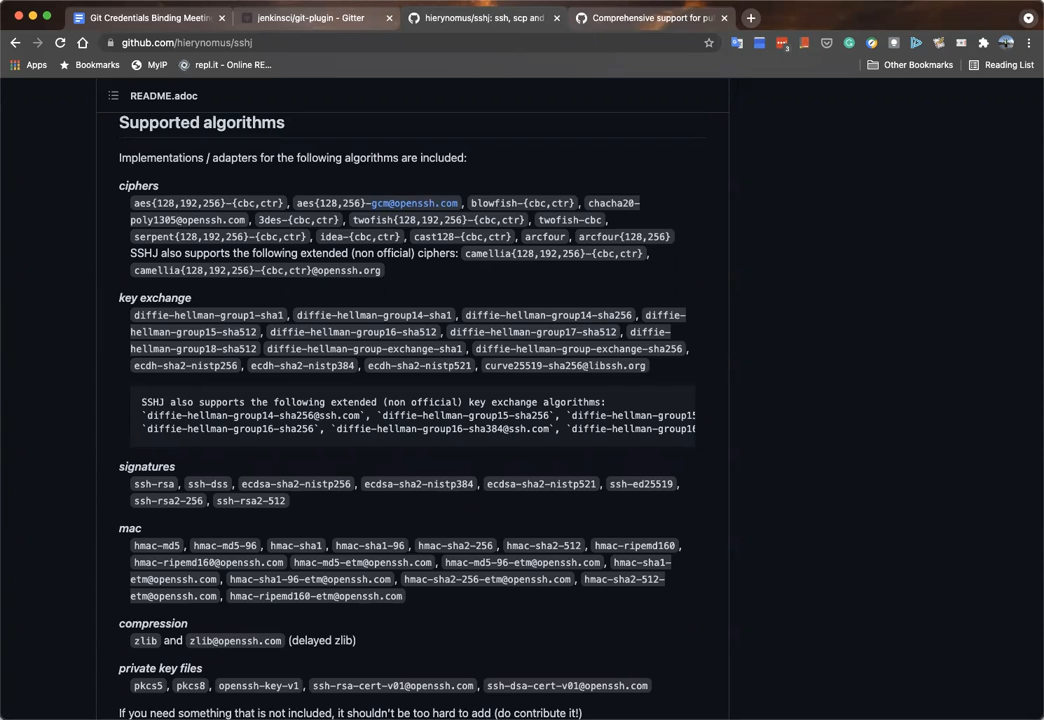 Git Credentials Binding Meetin
jenkinsci/git-plugin - Gitter
hierynomus/sshj: ssh, scp and
Comprehensive support for pu
github.com/hierynomus/sshj
3
Apps
Bookmarks
MyIP
repl.it - Online RE...
Other Bookmarks
Reading List
README.adoc
Supported algorithms
Implementations / adapters for the following algorithms are included:
ciphers
aes{128,192,256}-{cbc,ctr}, aes{128,256}-gcm@openssh.com, blowfish-{cbc,ctr}, chacha20-
poly1305@openssh.com, 3des-{cbc,ctr}, twofish{128,192,256}-{cbc,ctr}, twofish-cbc,
serpent{128,192,256}-{cbc,ctr}, idea-{cbc,ctr}, cast128-{cbc,ctr}, arcfour, arcfour{128,256}
SSHJ also supports the following extended (non official) ciphers: camellia{128,192,256}-{cbc,ctr},
camellia{128,192,256}-{cbc,ctr}@openssh.org
key exchange
diffie-hellman-group1-sha1, diffie-hellman-group14-sha1, diffie-hellman-group14-sha256, diffie-
hellman-group15-sha512, diffie-hellman-group16-sha512, diffie-hellman-group17-sha512, diffie-
hellman-group18-sha512 diffie-hellman-group-exchange-sha1, diffie-hellman-group-exchange-sha256,
ecdh-sha2-nistp256, ecdh-sha2-nistp384, ecdh-sha2-nistp521, curve25519-sha256@libssh.org
SSHJ also supports the following extended (non official) key exchange algorithms:
`diffie-hellman-group14-sha256@ssh.com`, `diffie-hellman-group15-sha256`, `diffie-hellman-group15
`diffie-hellman-group16-sha256`, `diffie-hellman-group16-sha384@ssh.com`, `diffie-hellman-group16
signatures
ssh-rsa, ssh-dss, ecdsa-sha2-nistp256, ecdsa-sha2-nistp384, ecdsa-sha2-nistp521, ssh-ed25519,
ssh-rsa2-256, ssh-rsa2-512
mac
hmac-md5, hmac-md5-96, hmac-sha1, hmac-sha1-96, hmac-sha2-256, hmac-sha2-512, hmac-ripemd160,
hmac-ripemd160@openssh.com, hmac-md5-etm@openssh.com, hmac-md5-96-etm@openssh.com, hmac-sha1-
etm@openssh.com, hmac-sha1-96-etm@openssh.com, hmac-sha2-256-etm@openssh.com, hmac-sha2-512-
etm@openssh.com, hmac-ripemd160-etm@openssh.com
compression
zlib and zlib@openssh.com (delayed zlib)
private key files
pkcs5, pkcs8, openssh-key-v1, ssh-rsa-cert-v01@openssh.com, ssh-dsa-cert-v01@openssh.com
If you need something that is not included, it shouldn't be too hard to add (do contribute it!)